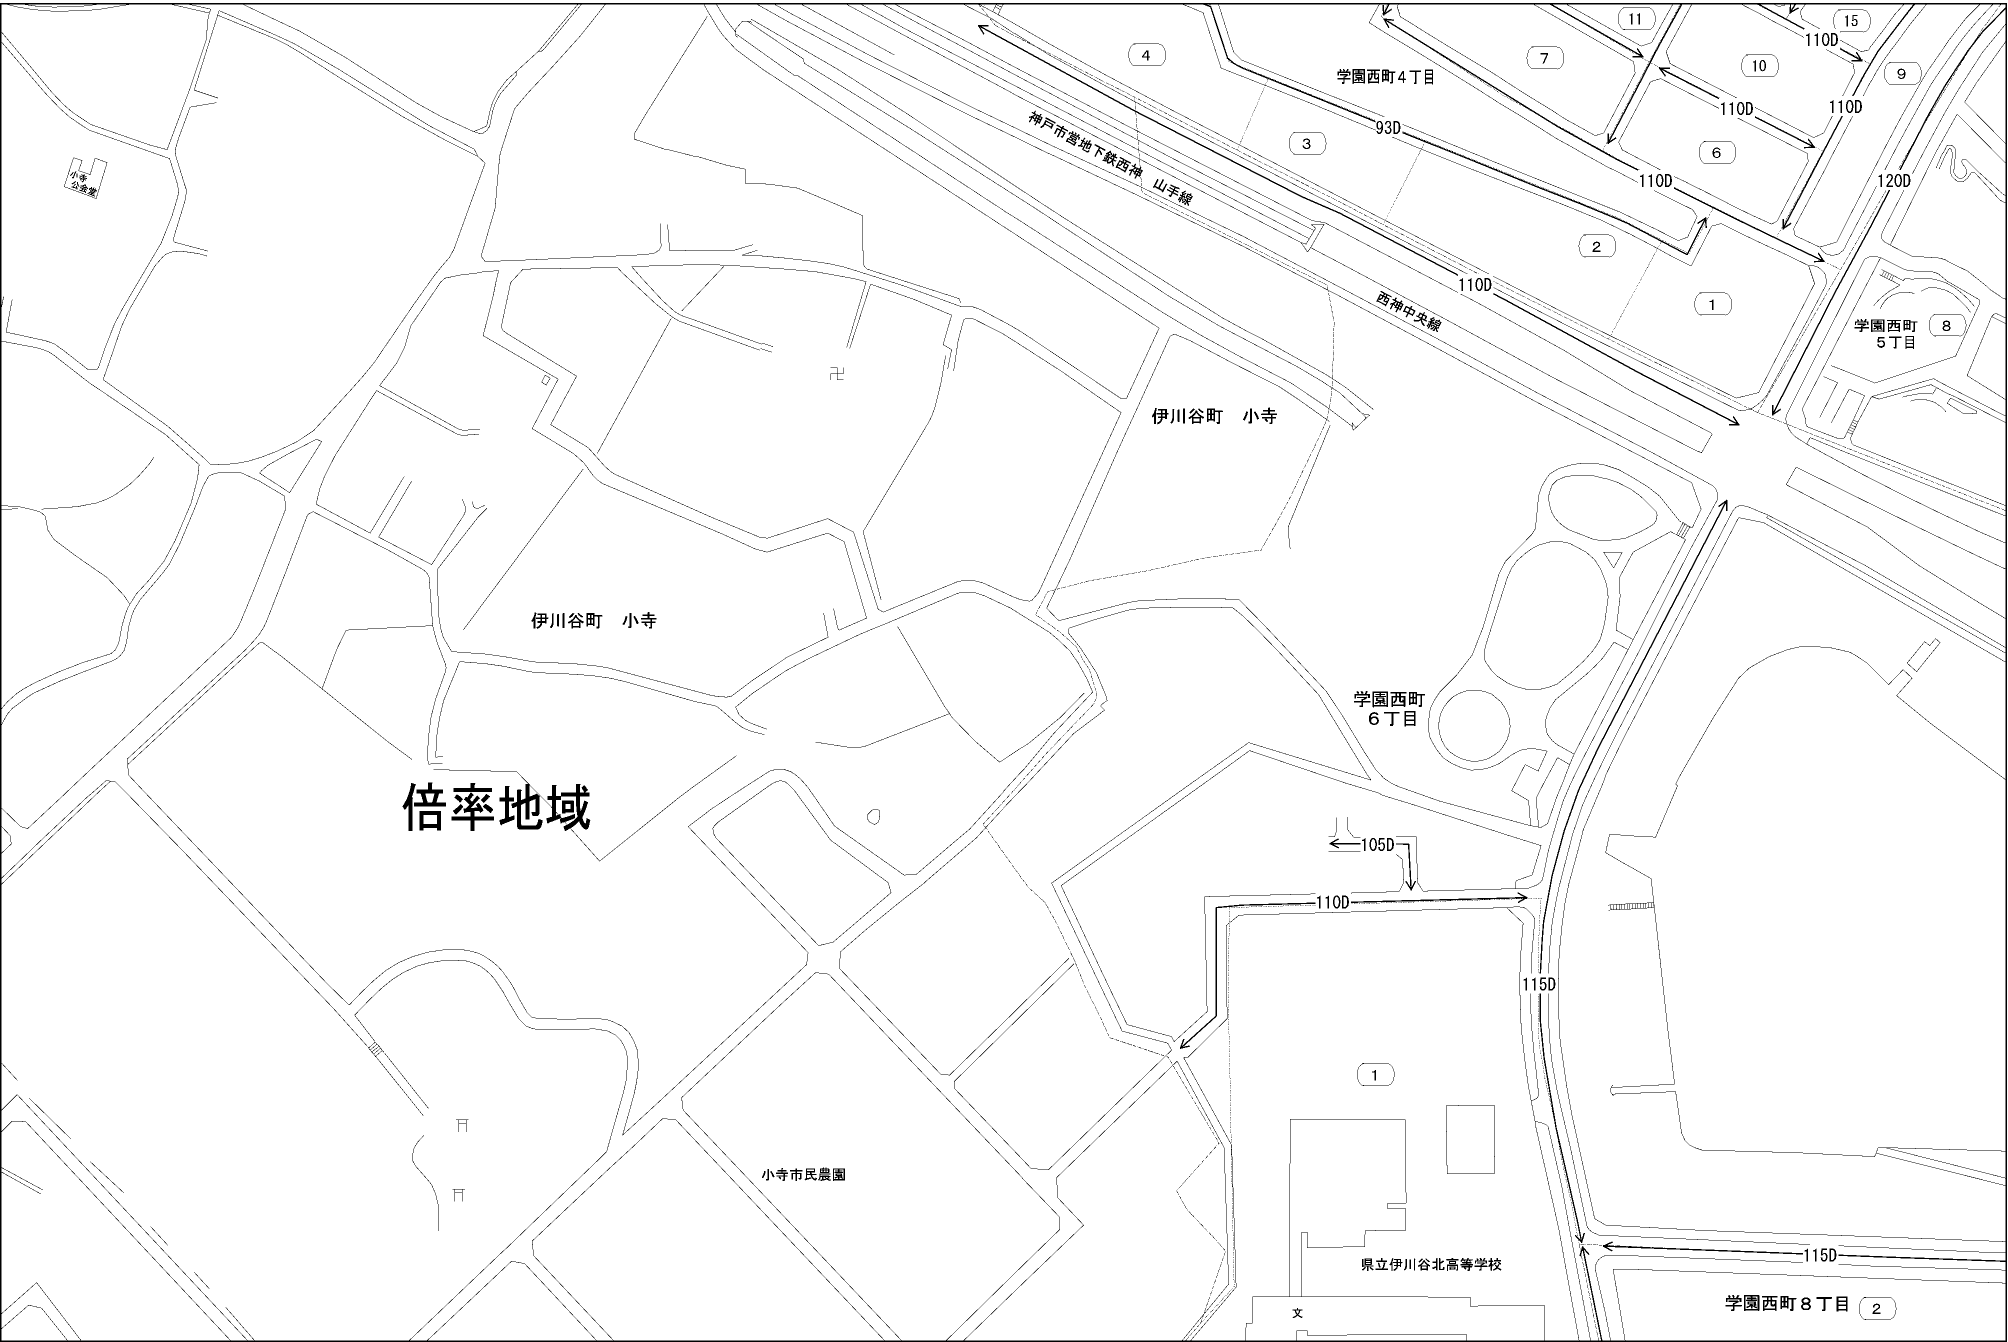 11
15
4
7
10
9
110D
学園西町4丁目
110D
110D
93D
3
6
神戸市営地下鉄西神　山手線
110D
120D
小寺
公会堂
2
110D
1
西神中央線
学園西町
５丁目
8
伊川谷町　小寺
伊川谷町　小寺
学園西町
６丁目
倍率地域
105D
110D
115D
1
小寺市民農園
115D
県立伊川谷北高等学校
文
学園西町８丁目
2